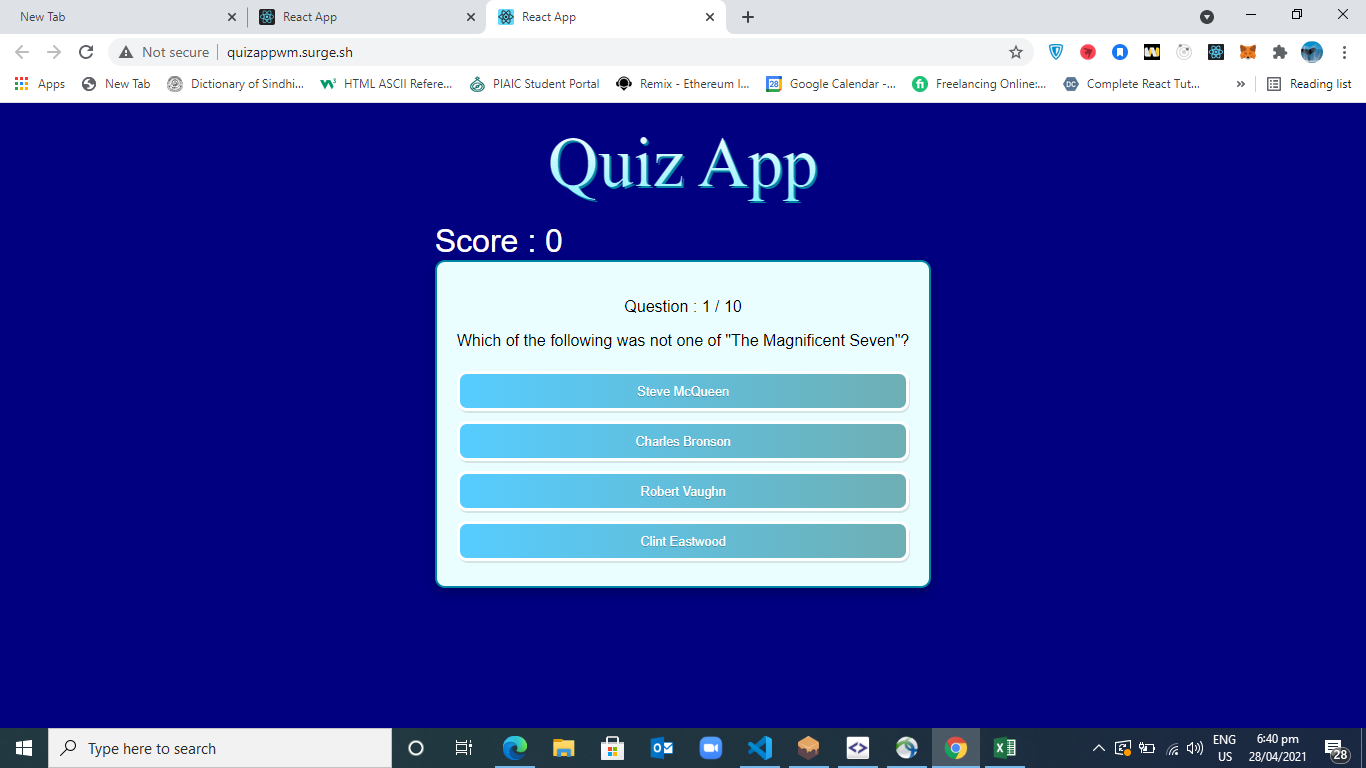 New Tab
React App
React App
Not secure
quizappwm.surge.sh
Apps
New Tab
Dictionary of Sindhi...
HTML ASCII Refere...
PIAIC Student Portal
Remix - Ethereum I...
28
Google Calendar -...
Freelancing Online:...
DC
Complete React Tut...
»
Reading list
Quiz App
Score : 0
Question : 1 / 10
Which of the following was not one of "The Magnificent Seven"?
Steve McQueen
Charles Bronson
Robert Vaughn
Clint Eastwood
Type here to search
ENG
US
6:40 pm
28/04/2021
28